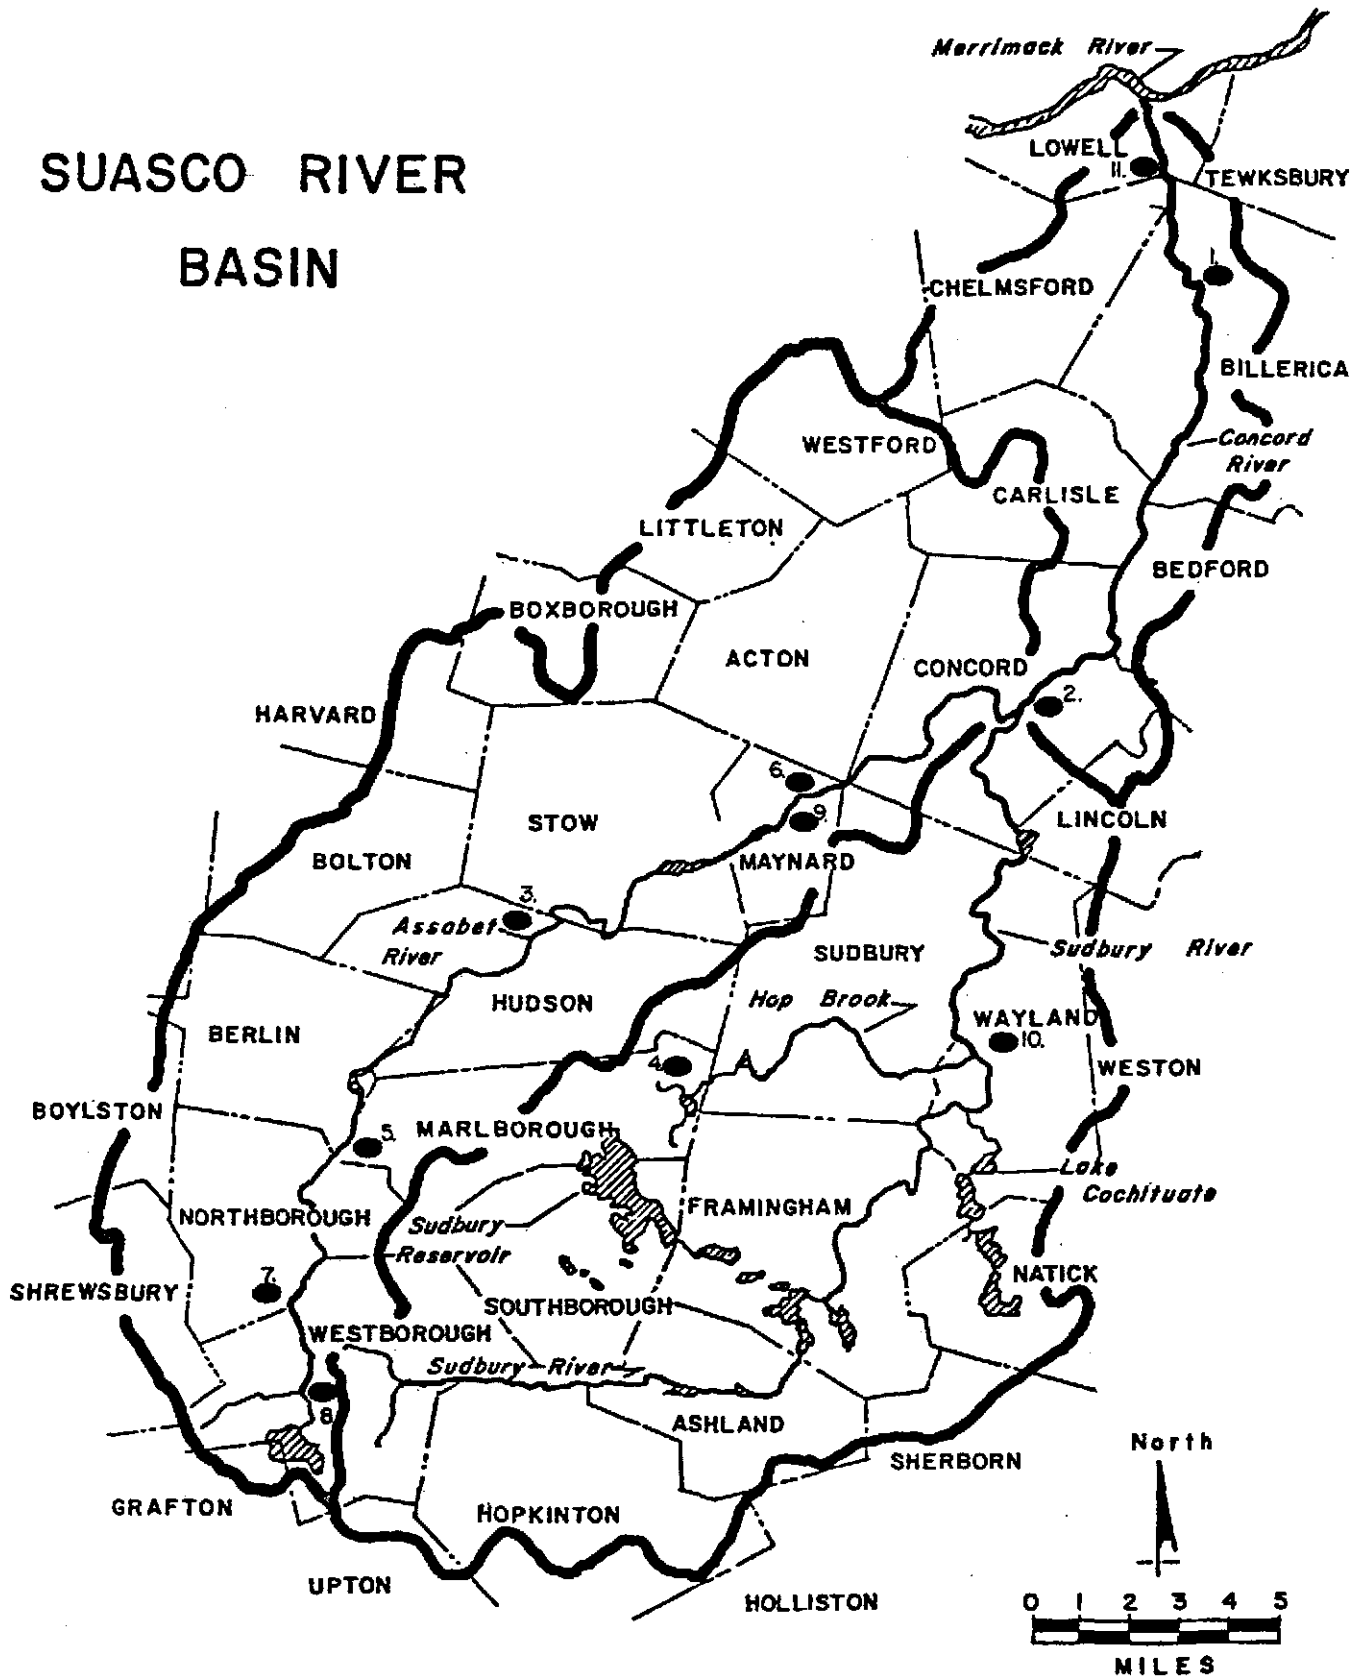 Merrimack River
SUASCO RIVER
BASIN
LOWELL
11.
TEWKSBURY
1.
CHELMSFORD
BILLERICA
WESTFORD
Concord
River
CARLISLE
LITTLETON
BEDFORD
BOXBOROUGH
ACTON
CONCORD
2.
HARVARD
6.
STOW
9.
LINCOLN
BOLTON
MAYNARD
3.
Assabet
River
SUDBURY
Sudbury River
HUDSON
Hop Brook
BERLIN
WAYLAND
10.
4.
WESTON
BOYLSTON
MARLBOROUGH
5.
Lake
Cochituate
NORTHBOROUGH
FRAMINGHAM
Sudbury
Reservoir
7.
NATICK
SHREWSBURY
SOUTHBOROUGH
WESTBOROUGH
Sudbury River
8.
ASHLAND
North
SHERBORN
GRAFTON
HOPKINTON
UPTON
HOLLISTON
0 1 2 3 4 5
MILES